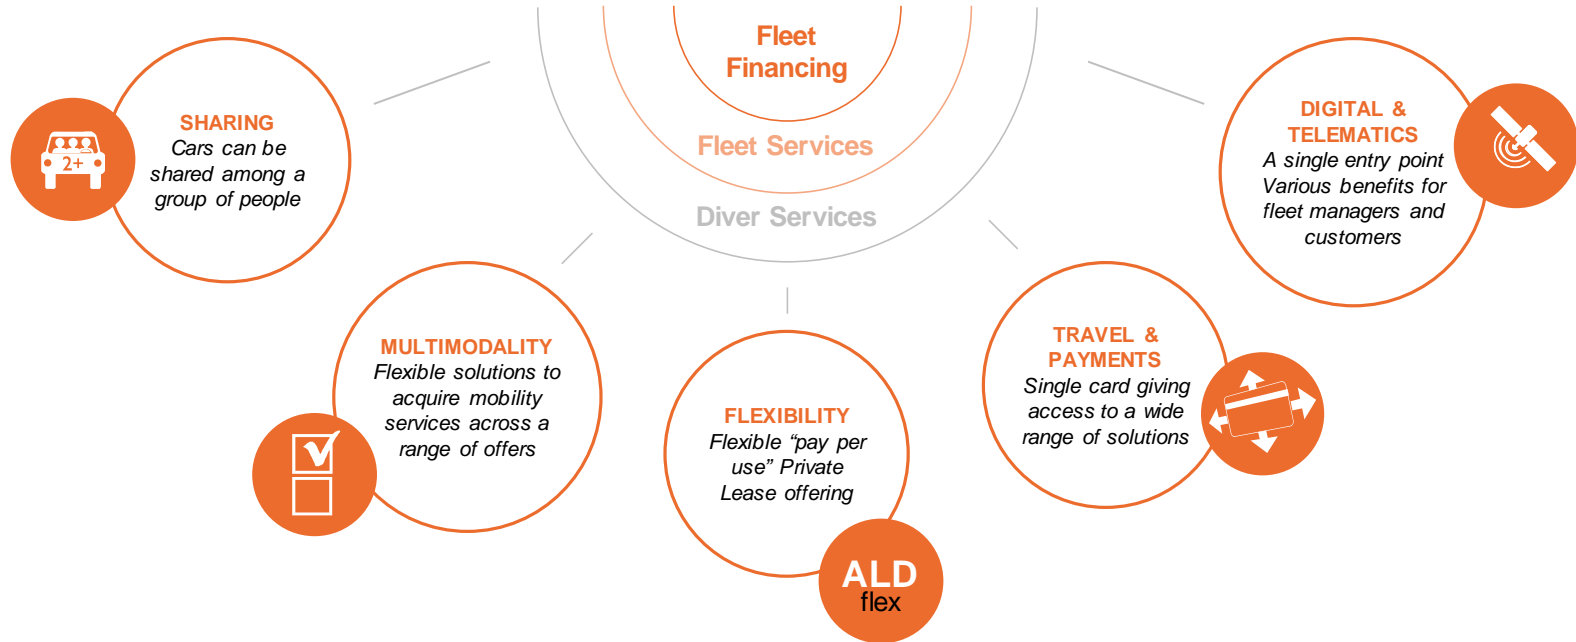 Fleet
Financing
Fleet Services
Diver Services
SHARING
Cars can be
shared among a
group of people
2+
MULTIMODALITY
Flexible solutions to
acquire mobility
services across a
range of offers
FLEXIBILITY
Flexible “pay per
use” Private
Lease offering
ALD
flex
TRAVEL &
PAYMENTS
Single card giving
access to a wide
range of solutions
DIGITAL &
TELEMATICS
A single entry point
Various benefits for
fleet managers and
customers